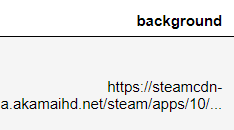 background
https://steamcdn-
a.akamaihd.net/steam/apps/10/...